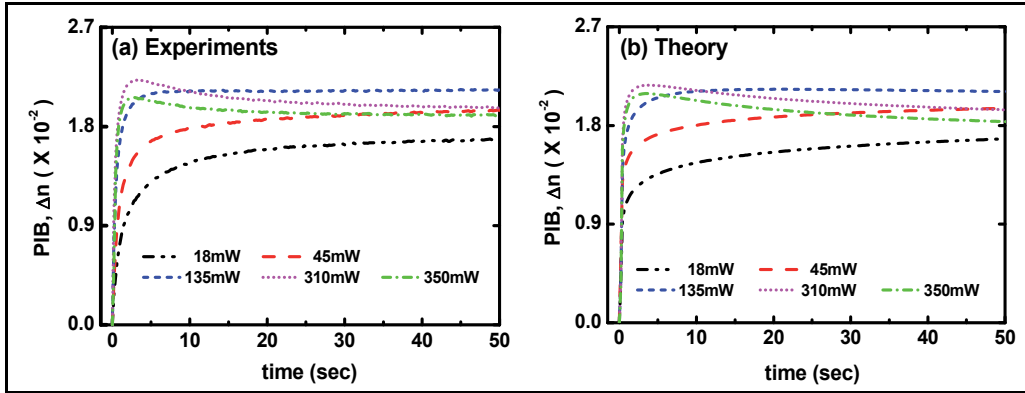 (a) Experiments
PIB, Δn ( X 10-2)
2.7
1.8
0.9
0.0
18mW 45mW
135mW 310mW 350mW
0 10 20 30 40 50
time (sec)
(b) Theory
PIB, Δn ( X 10-2)
2.7
1.8
0.9
0.0
18mW 45mW
135mW 310mW 350mW
0 10 20 30 40 50
time (sec)